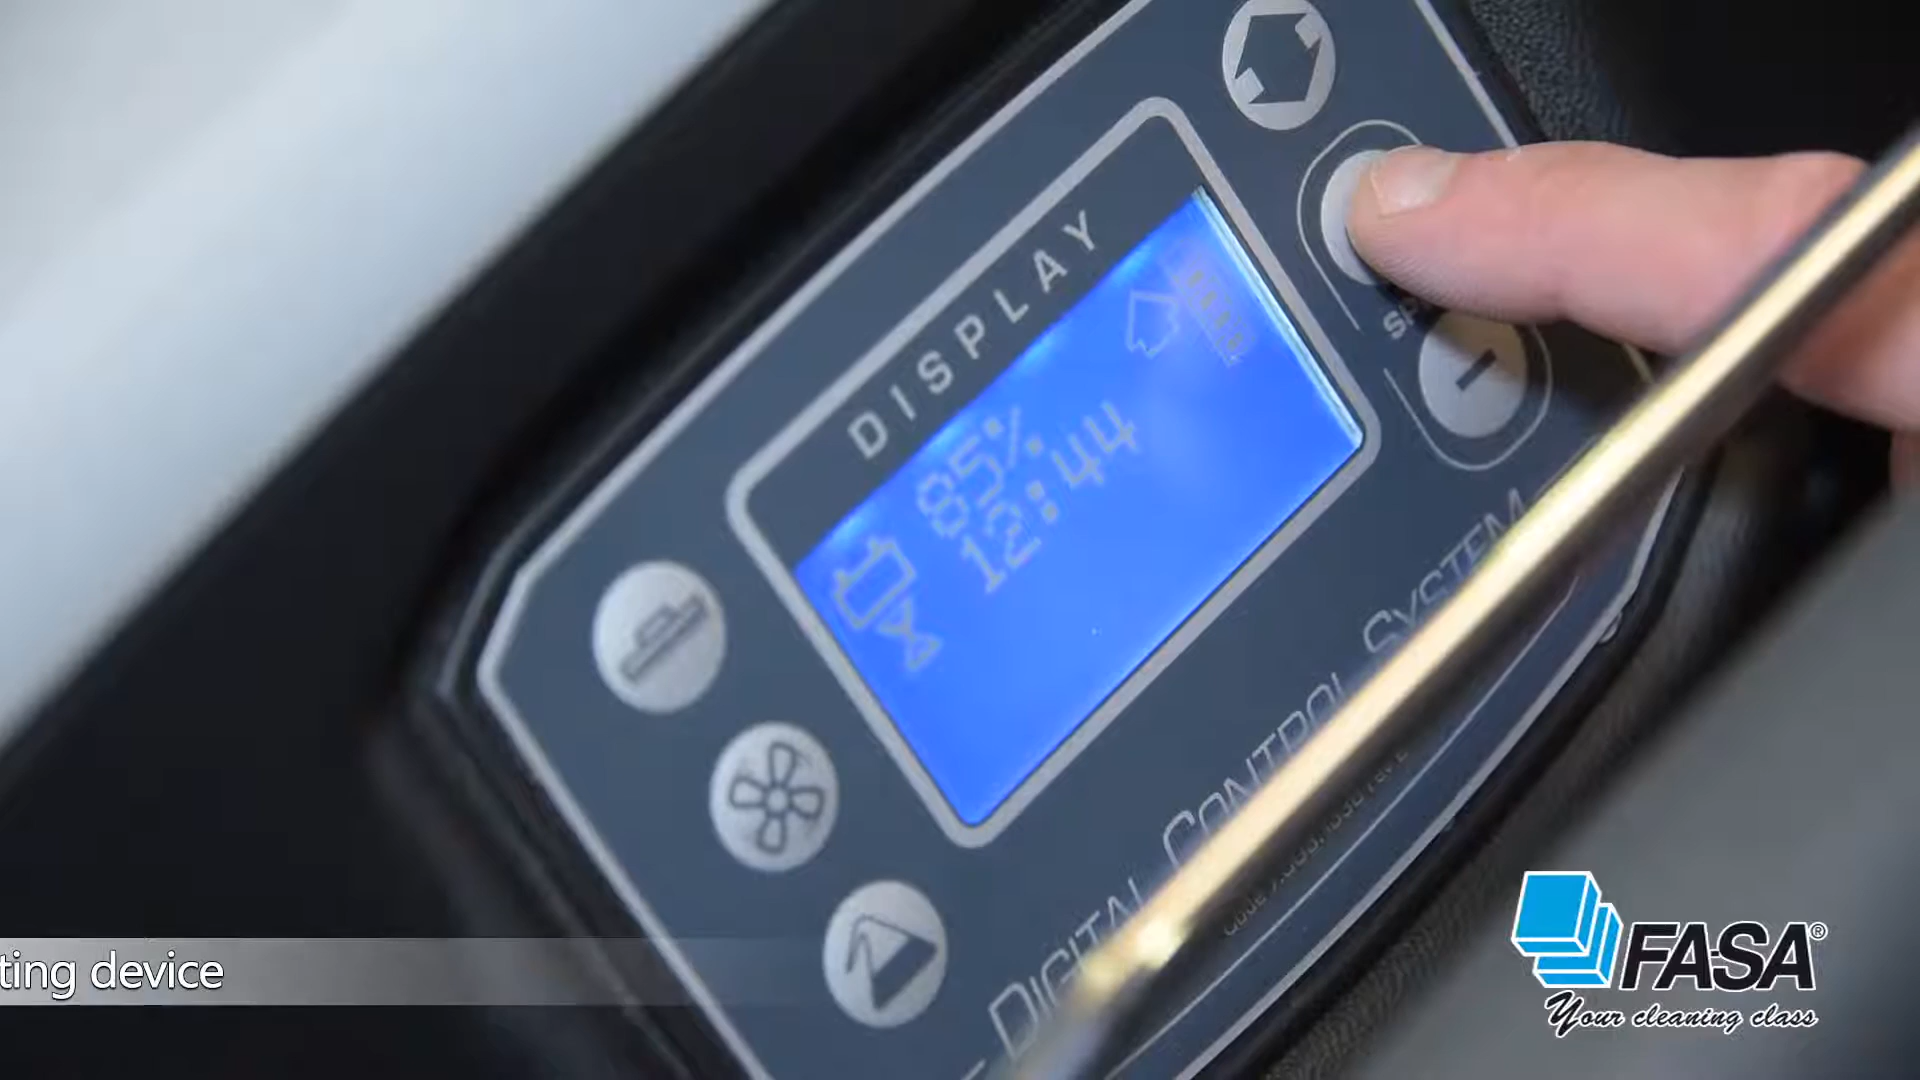 DISPLAY
85%
12:44
DIGITAL CONTROL SYSTEM
ting device
FASA®
Your cleaning class